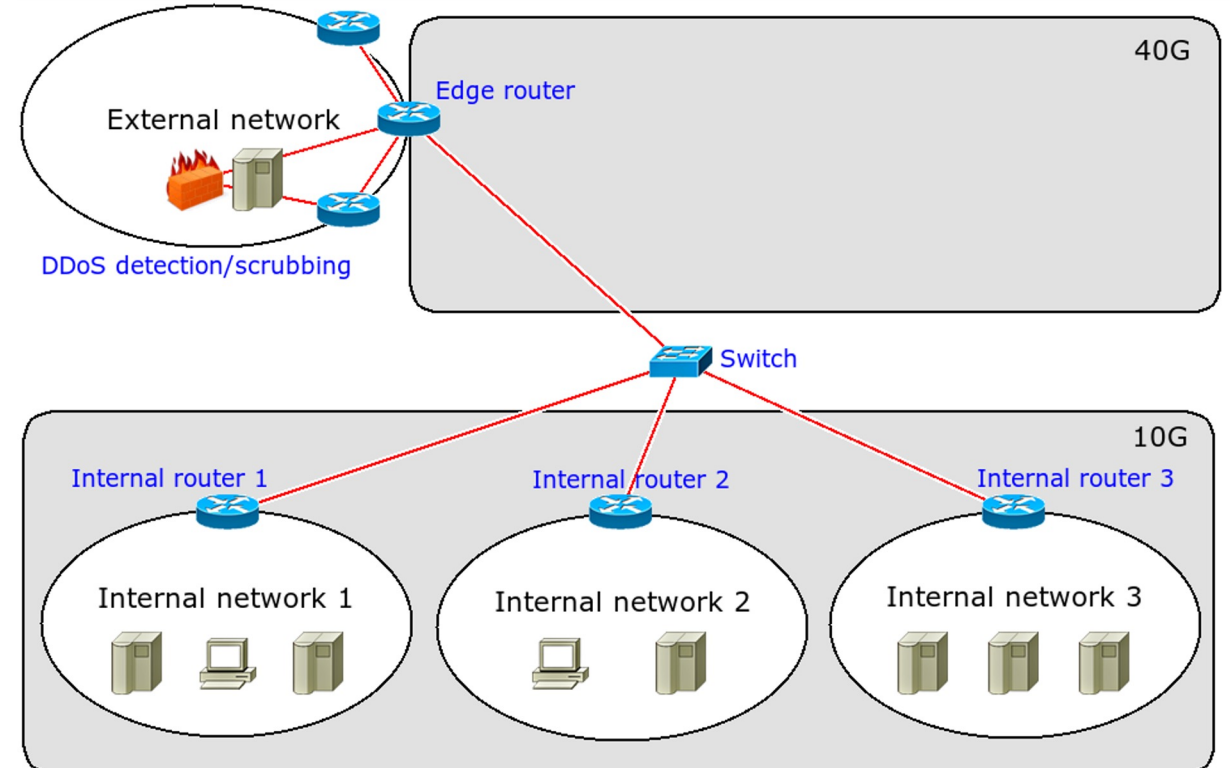 40G
Edge router
External network
DDoS detection/scrubbing
Switch
10G
Internal router 1
Internal router 2
Internal router 3
Internal network 1
Internal network 2
Internal network 3